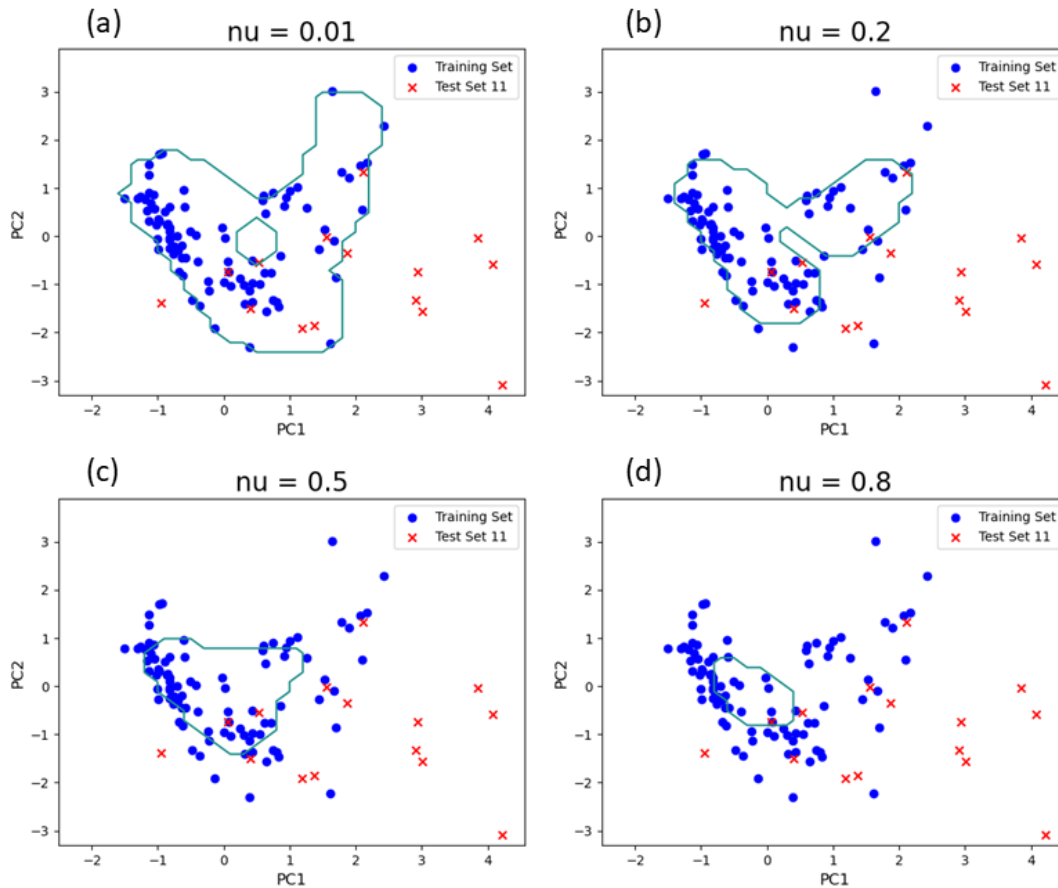 (a)
nu = 0.01
Training Set
Test Set 11
3
2
1
0
−1
−2
−3
PC2
−2 −1 0 1 2 3 4
PC1
(b)
nu = 0.2
Training Set
Test Set 11
3
2
1
0
−1
−2
−3
PC2
−2 −1 0 1 2 3 4
PC1
(c)
nu = 0.5
Training Set
Test Set 11
3
2
1
0
−1
−2
−3
PC2
−2 −1 0 1 2 3 4
PC1
(d)
nu = 0.8
Training Set
Test Set 11
3
2
1
0
−1
−2
−3
PC2
−2 −1 0 1 2 3 4
PC1